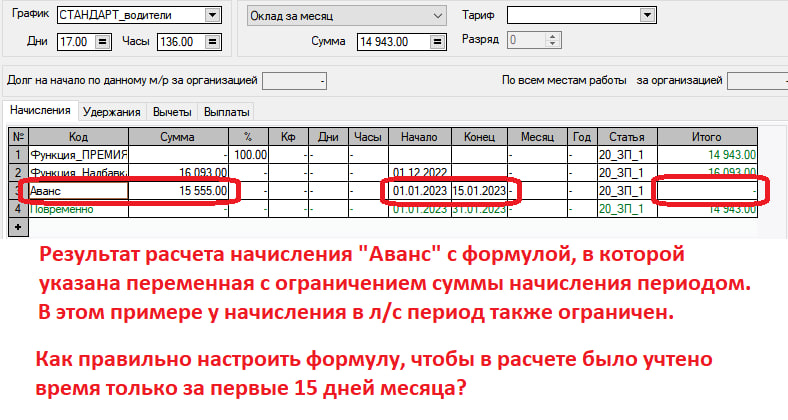 График СТАНДАРТ_водители Оклад за месяц Тариф
Дни 17.00 Часы 136.00 Сумма 14 943.00 Разряд 0
Долг на начало по данному м/р за организацией - По всем местам работы за организацией -
Начисления Удержания Вычеты Выплаты
№ Код Сумма % Кф Дни Часы Начало Конец Месяц Год Статья Итого
1 Функция_ПРЕМИЯ - 100.00 - - - - - 20_ЗП_1 14 943.00
2 Функция_Надбавк. 16 093.00 - - - - 01.12.2022 - - 20_ЗП_1 16 093.00
3 Аванс 15 555.00 - - - - 01.01.2023 15.01.2023 - 20_ЗП_1 -
4 Повременно - - - - - 01.01.2023 31.01.2023 - 20_ЗП_1 14 943.00
+
Результат расчета начисления "Аванс" с формулой, в которой
указана переменная с ограничением суммы начисления периодом.
В этом примере у начисления в л/с период также ограничен.
Как правильно настроить формулу, чтобы в расчете было учтено
время только за первые 15 дней месяца?